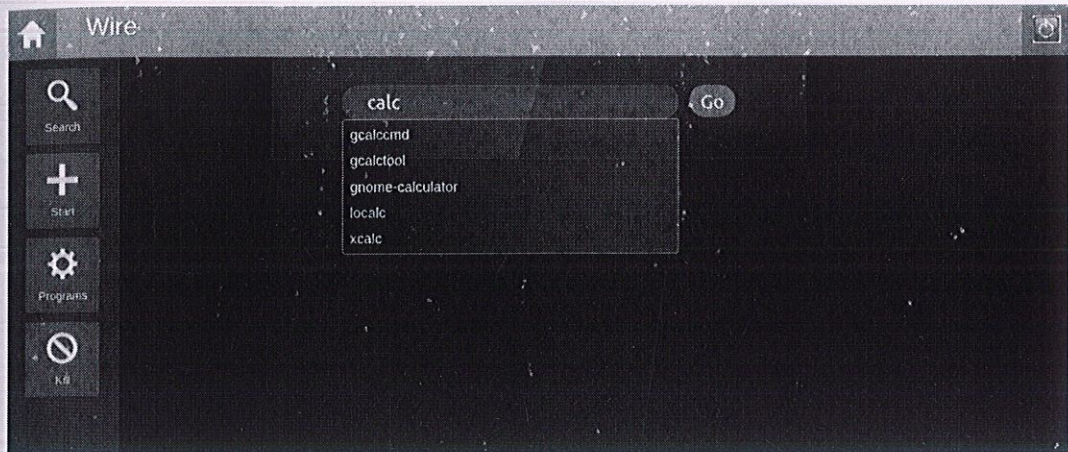 Wire
Search
Start
Programs
Kill
calc
Go
gcalccmd
gcalctool
gnome-calculator
localc
xcalc